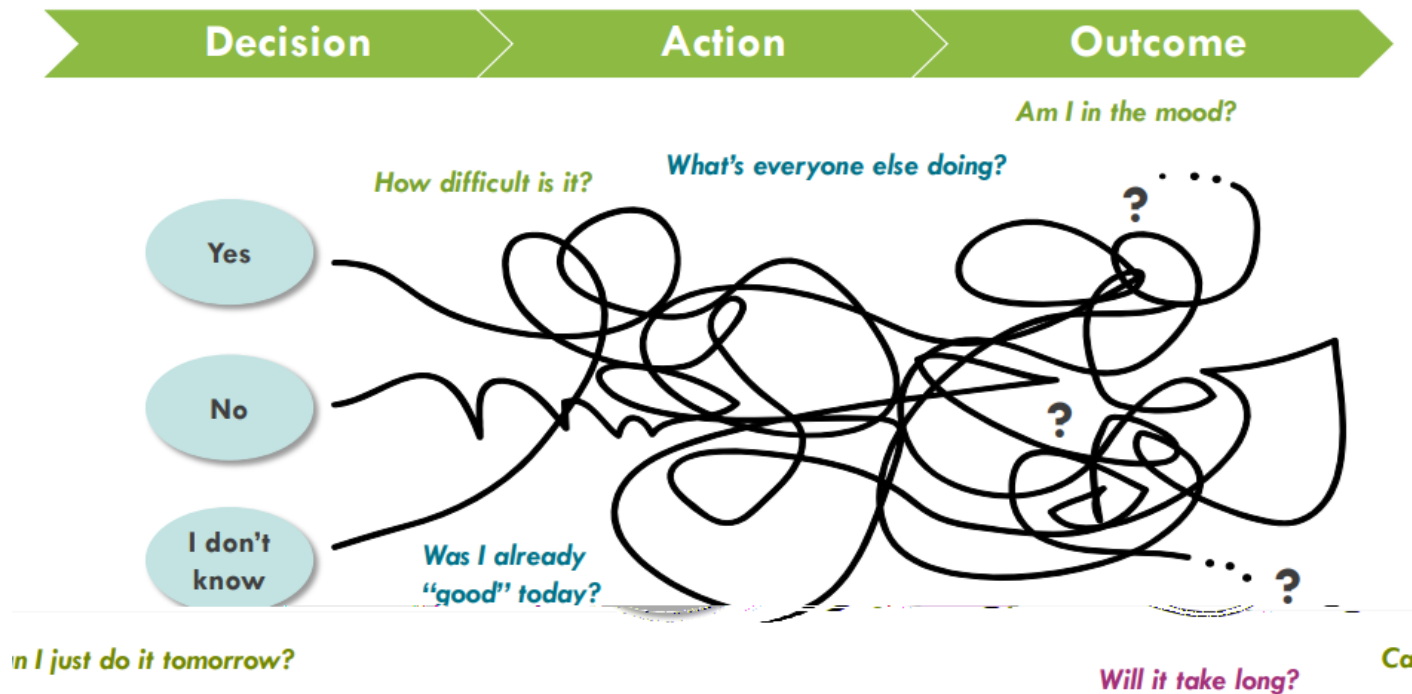 Decision
Action
Outcome
Am I in the mood?
What's everyone else doing?
How difficult is it?
?
Yes
No
?
I don't
know
Was I already
“good” today?
?
n I just do it tomorrow?
Ca
Will it take long?